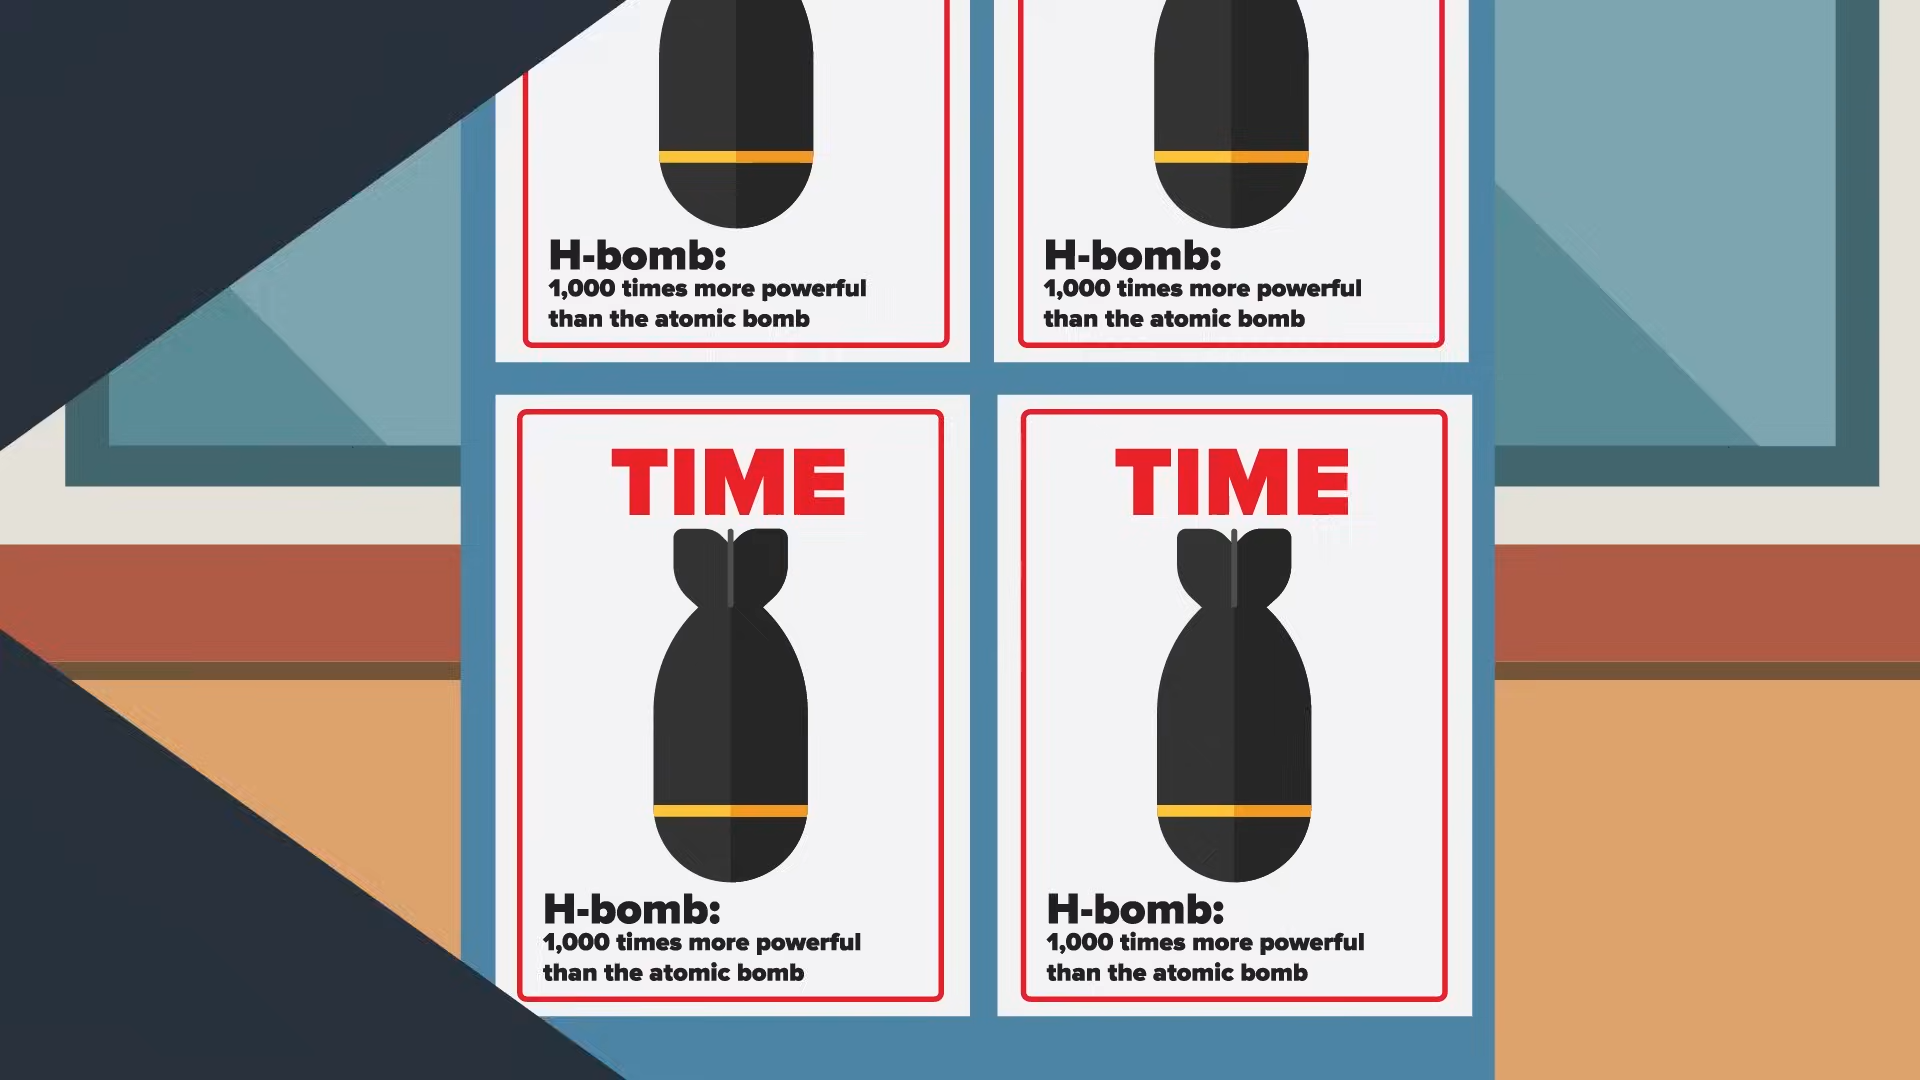 H-bomb:
1,000 times more powerful
than the atomic bomb
H-bomb:
1,000 times more powerful
than the atomic bomb
TIME
H-bomb:
1,000 times more powerful
than the atomic bomb
TIME
H-bomb:
1,000 times more powerful
than the atomic bomb